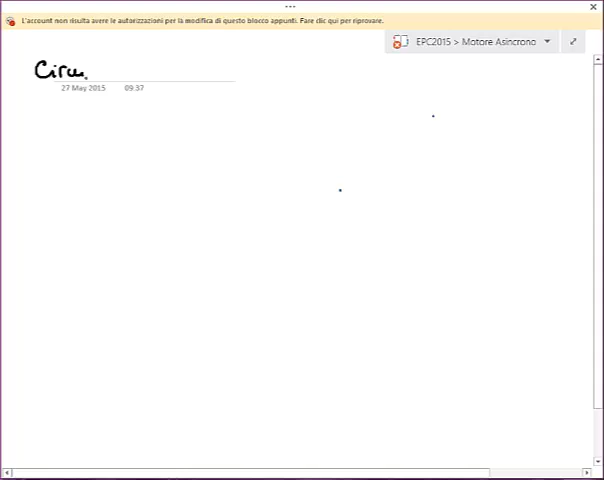 L'account non risulta avere le autorizzazioni per la modifica di questo blocco appunti. Fare clic qui per riprovare.
EPC2015 > Motore Asincrono
Circu
27 May 2015 09.37